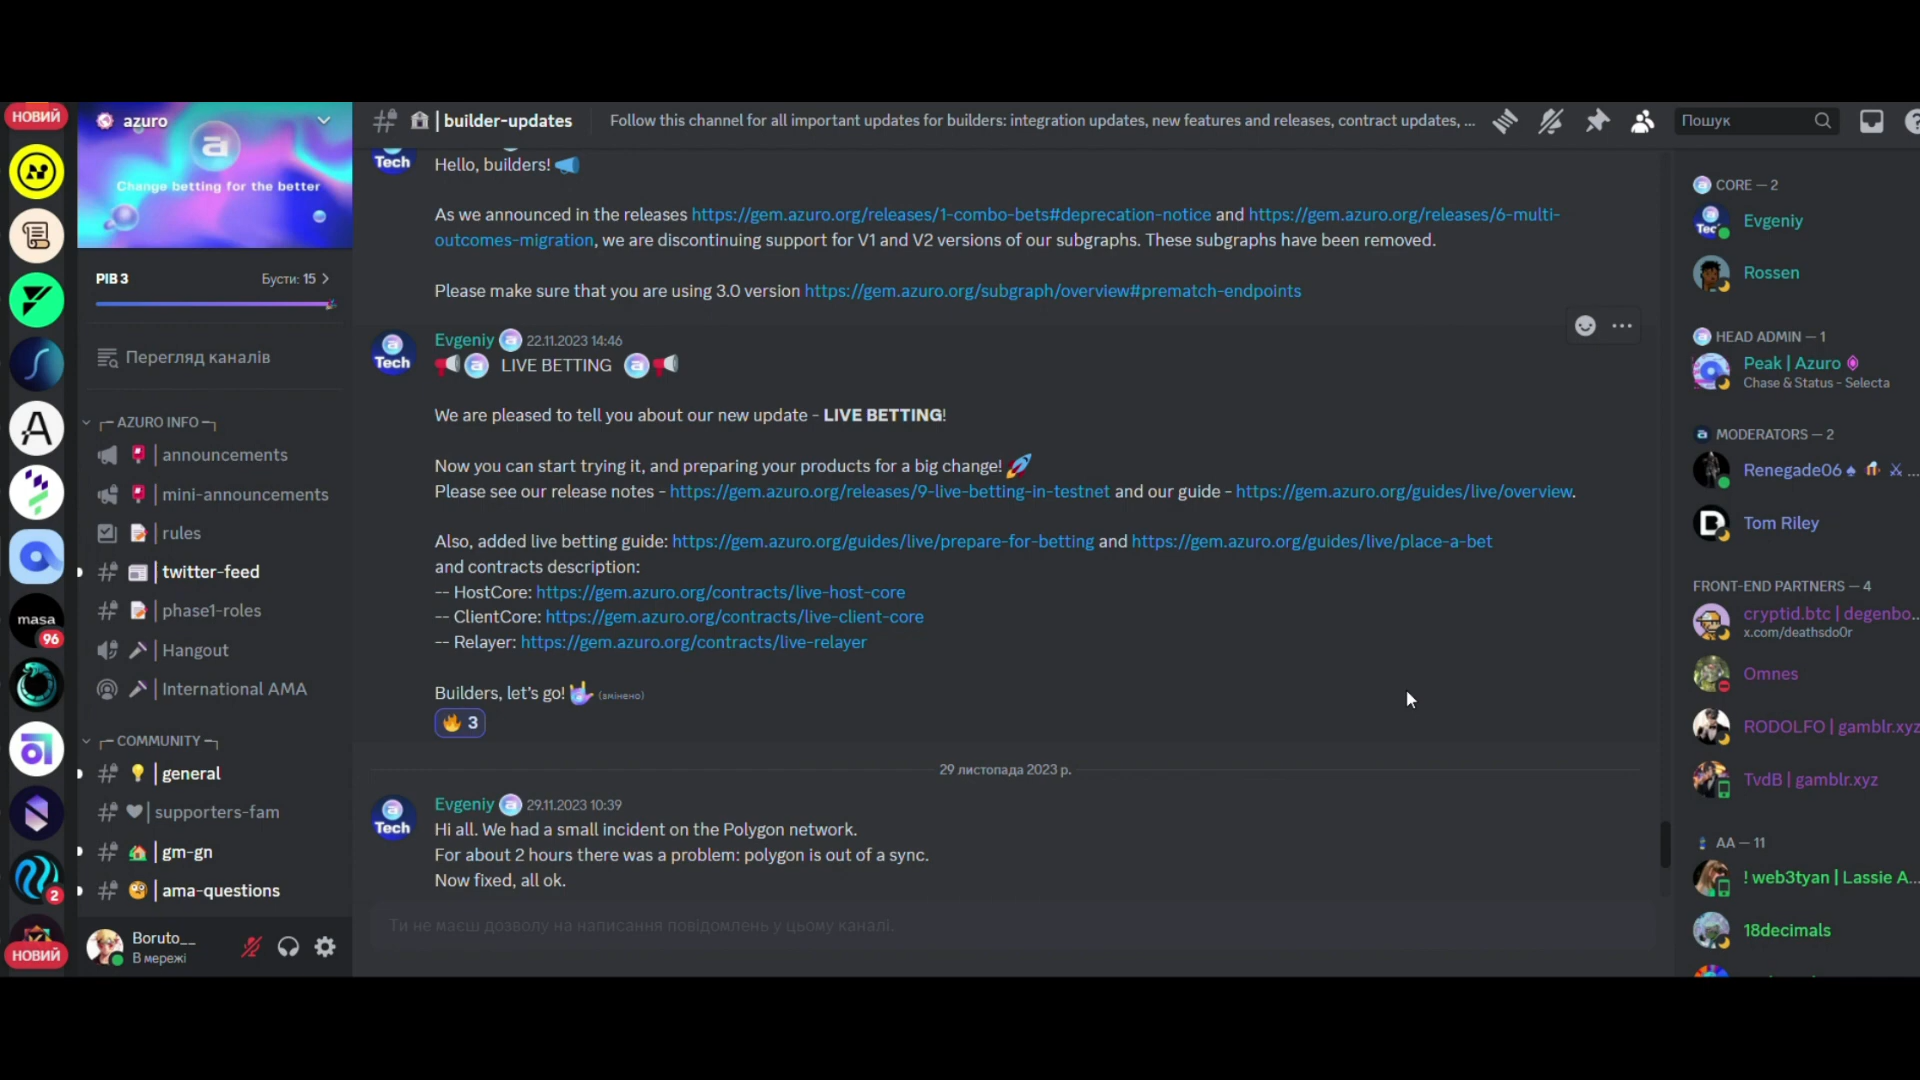 НОВИЙ
azuro
a
Change betting for the better
РІВ 3
Бусти: 15
Перегляд каналів
AZURO INFO
announcements
mini-announcements
rules
twitter-feed
phase1-roles
Hangout
International AMA
COMMUNITY
general
supporters-fam
gm-gn
ama-questions
masa
96
2
НОВИЙ
Boruto__
В мережі
builder-updates
Follow this channel for all important updates for builders: integration updates, new features and releases, contract updates, ...
Пошук
Tech
Hello, builders!
As we announced in the releases https://gem.azuro.org/releases/1-combo-bets#deprecation-notice and https://gem.azuro.org/releases/6-multi-
outcomes-migration, we are discontinuing support for V1 and V2 versions of our subgraphs. These subgraphs have been removed.
Please make sure that you are using 3.0 version https://gem.azuro.org/subgraph/overview#prematch-endpoints
Tech
Evgeniy 22.11.2023 14:46
LIVE BETTING
We are pleased to tell you about our new update - LIVE BETTING!
Now you can start trying it, and preparing your products for a big change!
Please see our release notes - https://gem.azuro.org/releases/9-live-betting-in-testnet and our guide - https://gem.azuro.org/guides/live/overview.
Also, added live betting guide: https://gem.azuro.org/guides/live/prepare-for-betting and https://gem.azuro.org/guides/live/place-a-bet
and contracts description:
-- HostCore: https://gem.azuro.org/contracts/live-host-core
-- ClientCore: https://gem.azuro.org/contracts/live-client-core
-- Relayer: https://gem.azuro.org/contracts/live-relayer
Builders, let's go! (змінено)
3
29 листопада 2023 р.
Tech
Evgeniy 29.11.2023 10:39
Hi all. We had a small incident on the Polygon network.
For about 2 hours there was a problem: polygon is out of a sync.
Now fixed, all ok.
Ти не маєш дозволу на написання повідомлень у цьому каналі.
CORE — 2
Evgeniy
Rossen
HEAD ADMIN — 1
Peak | Azuro
Chase & Status - Selecta
MODERATORS — 2
Renegade06 ...
Tom Riley
FRONT-END PARTNERS — 4
cryptid.btc | degenbo...
x.com/deathsdo0r
Omnes
RODOLFO | gamblr.xyz
TvdB | gamblr.xyz
AA — 11
! web3tyan | Lassie A...
18decimals